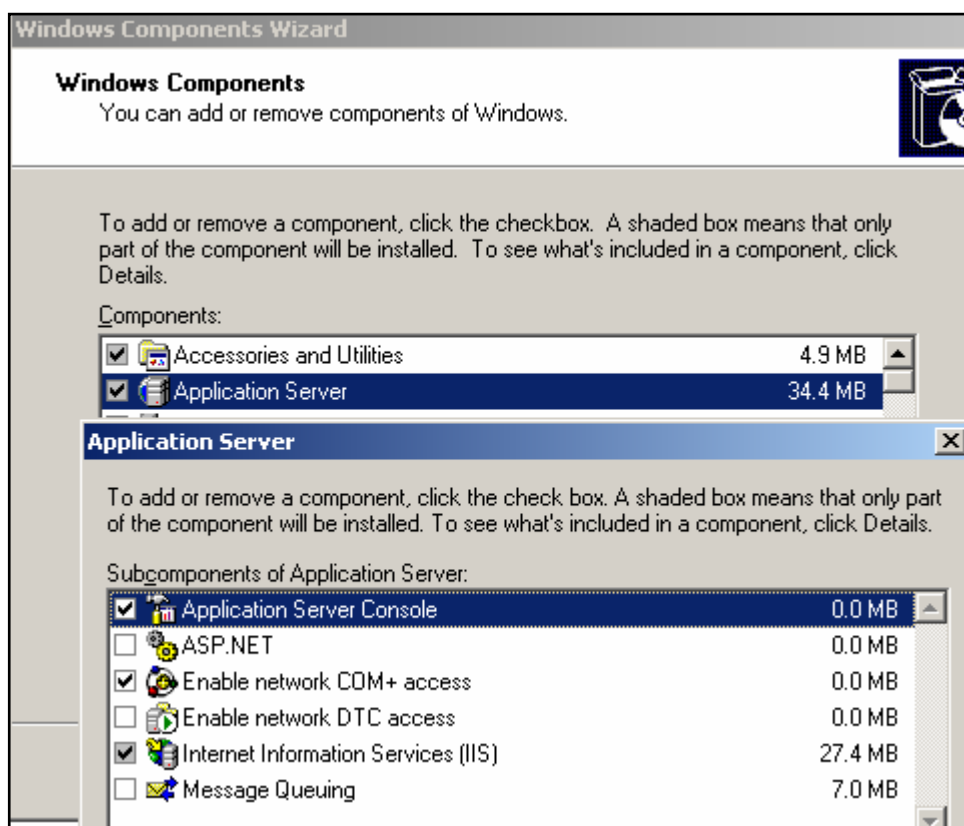 Windows Components Wizard
Windows Components
You can add or remove components of Windows.
To add or remove a component, click the checkbox. A shaded box means that only
part of the component will be installed. To see what's included in a component, click
Details.
Components:
Accessories and Utilities 4.9 MB
Application Server 34.4 MB
Application Server
To add or remove a component, click the check box. A shaded box means that only part
of the component will be installed. To see what's included in a component, click Details.
Subcomponents of Application Server:
Application Server Console 0.0 MB
ASP.NET 0.0 MB
Enable network COM+ access 0.0 MB
Enable network DTC access 0.0 MB
Internet Information Services (IIS) 27.4 MB
Message Queuing 7.0 MB